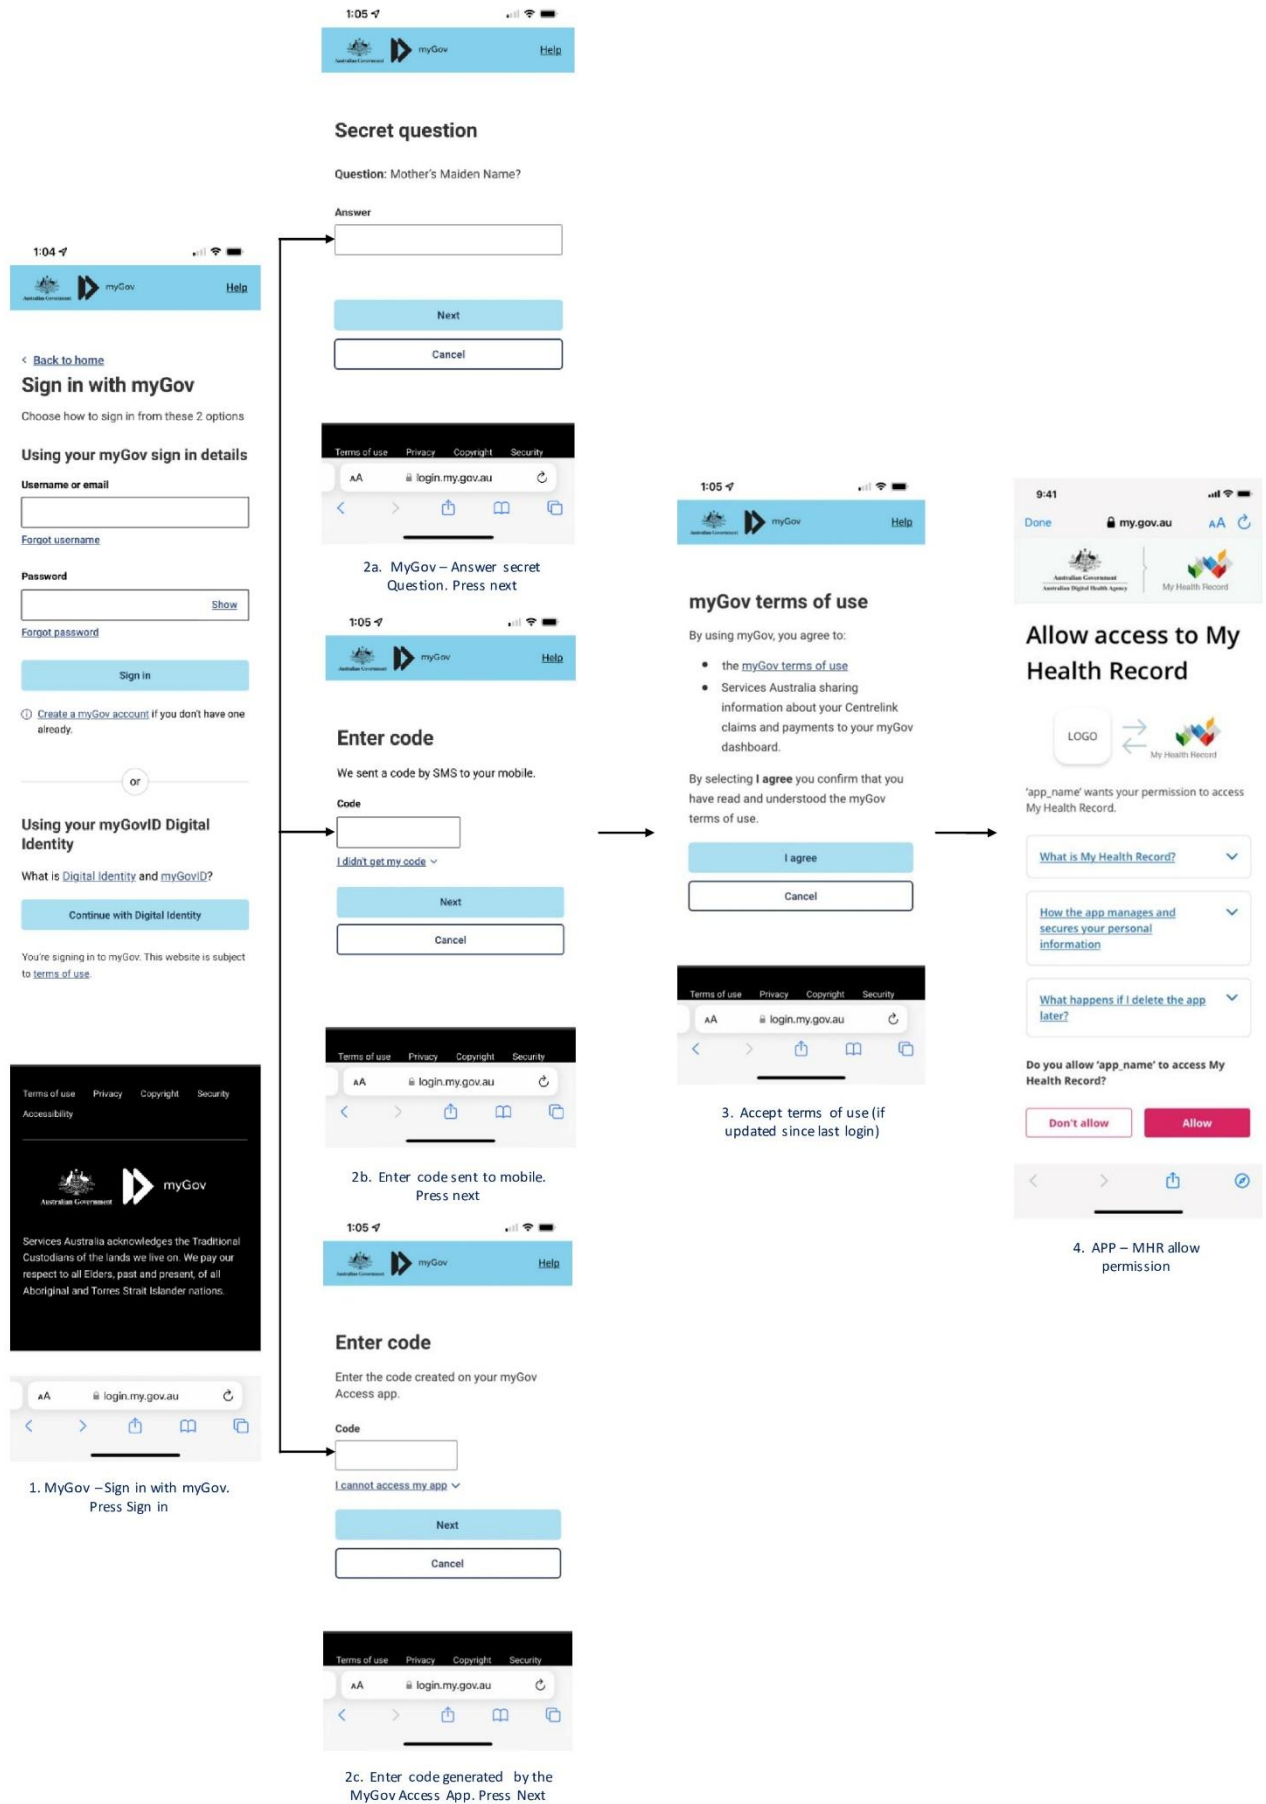 1:04
Australian Government
myGov
Help
< Back to home
Sign in with myGov
Choose how to sign in from these 2 options
Using your myGov sign in details
Username or email
Forgot username
Password
Show
Forgot password
Sign in
Create a myGov account if you don't have one
already.
or
Using your myGovID Digital
Identity
What is Digital Identity and myGovID?
Continue with Digital Identity
You're signing in to myGov. This website is subject
to terms of use.
Terms of use Privacy Copyright Security
Accessibility
Australian Government
myGov
Services Australia acknowledges the Traditional
Custodians of the lands we live on. We pay our
respect to all Elders, past and present, of all
Aboriginal and Torres Strait Islander nations.
AA login.my.gov.au
1. MyGov – Sign in with myGov.
Press Sign in
1:05
Australian Government
myGov
Help
Secret question
Question: Mother's Maiden Name?
Answer
Next
Cancel
Terms of use Privacy Copyright Security
AA login.my.gov.au
2a. MyGov – Answer secret
Question. Press next
1:05
Australian Government
myGov
Help
Enter code
We sent a code by SMS to your mobile.
Code
I didn't get my code
Next
Cancel
Terms of use Privacy Copyright Security
AA login.my.gov.au
2b. Enter code sent to mobile.
Press next
1:05
Australian Government
myGov
Help
Enter code
Enter the code created on your myGov
Access app.
Code
I cannot access my app
Next
Cancel
Terms of use Privacy Copyright Security
AA login.my.gov.au
2c. Enter code generated by the
MyGov Access App. Press Next
1:05
Australian Government
myGov
Help
myGov terms of use
By using myGov, you agree to:
• the myGov terms of use
• Services Australia sharing
information about your Centrelink
claims and payments to your myGov
dashboard.
By selecting I agree you confirm that you
have read and understood the myGov
terms of use.
I agree
Cancel
Terms of use Privacy Copyright Security
AA login.my.gov.au
3. Accept terms of use (if
updated since last login)
9:41
Done my.gov.au AA
Australian Government
Australian Digital Health Agency
My Health Record
Allow access to My
Health Record
LOGO
My Health Record
'app_name' wants your permission to access
My Health Record.
What is My Health Record?
How the app manages and
secures your personal
information
What happens if I delete the app
later?
Do you allow 'app_name' to access My
Health Record?
Don't allow
Allow
4. APP – MHR allow
permission